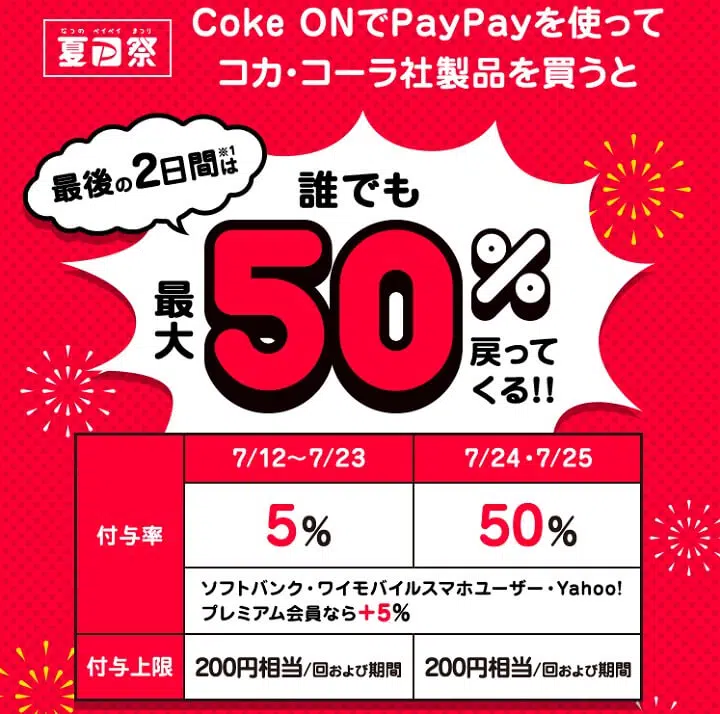 なつの ペイペイ まつり
夏P祭
Coke ONでPayPayを使って
コカ・コーラ社製品を買うと
最後の2日間は※1
誰でも
最大
50%
戻って
くる!!
7/12～7/23
7/24・7/25
付与率
5%
50%
ソフトバンク・ワイモバイルスマホユーザー・Yahoo!
プレミアム会員なら+5%
付与上限
200円相当/回および期間
200円相当/回および期間